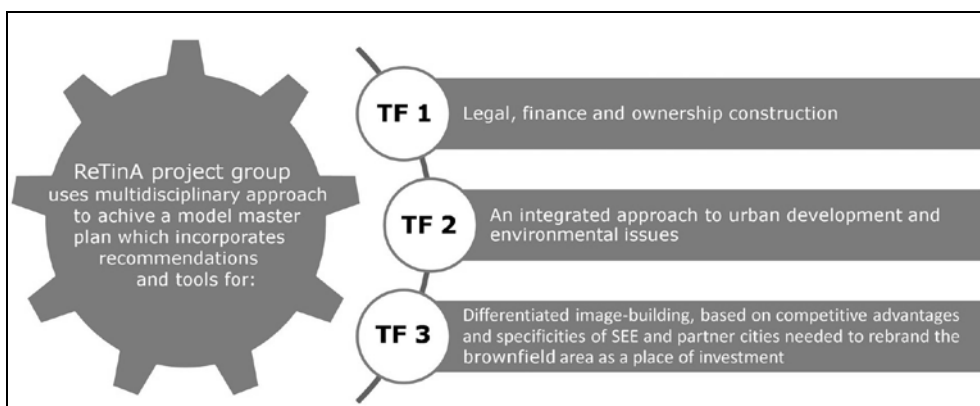 ReTinA project group
uses multidisciplinary approach
to achive a model master
plan which incorporates
recommendations
and tools for:
TF 1
Legal, finance and ownership construction
TF 2
An integrated approach to urban development and
environmental issues
TF 3
Differentiated image-building, based on competitive advantages
and specificities of SEE and partner cities needed to rebrand the
brownfield area as a place of investment